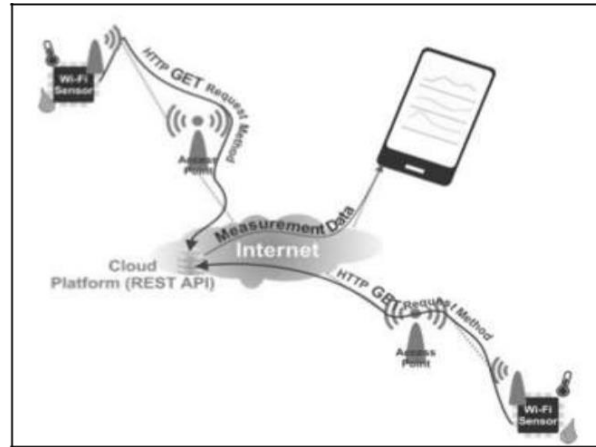 Wi-Fi
Sensor
HTTP GET Request Method
Access
Point
Measurement Data
Internet
Cloud
Platform (REST API)
HTTP GET Request Method
Access
Point
Wi-Fi
Sensor